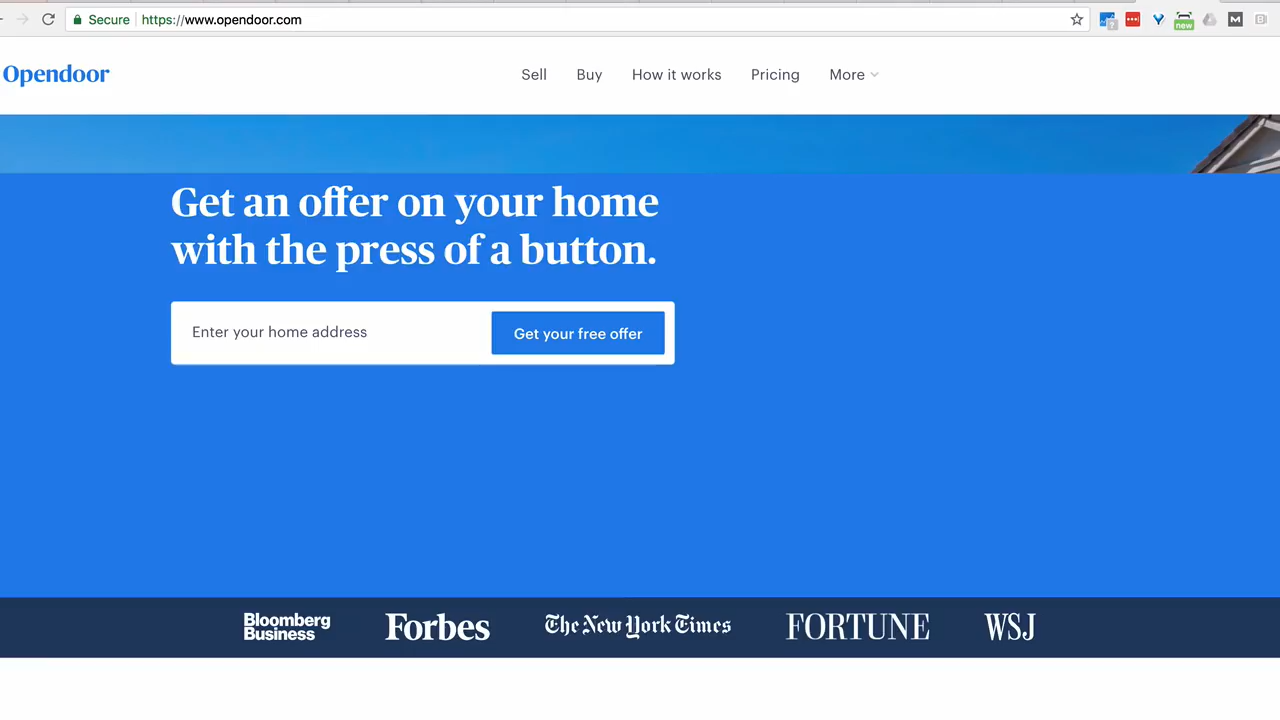 Secure https://www.opendoor.com
new
M
Opendoor
Sell Buy How it works Pricing More
Get an offer on your home
with the press of a button.
Enter your home address
Get your free offer
Bloomberg
Business
Forbes
The New York Times
FORTUNE
WSJ